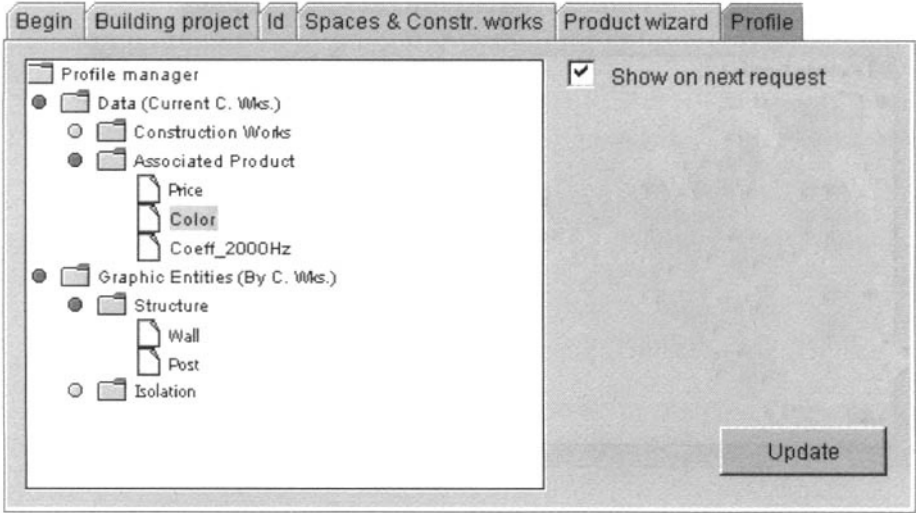 Begin Building project Id Spaces & Constr. works Product wizard Profile
Profile manager
Show on next request
Data (Current C. Wks.)
Construction Works
Associated Product
Price
Color
Coeff_2000Hz
Graphic Entities (By C. Wks.)
Structure
Wall
Post
Isolation
Update